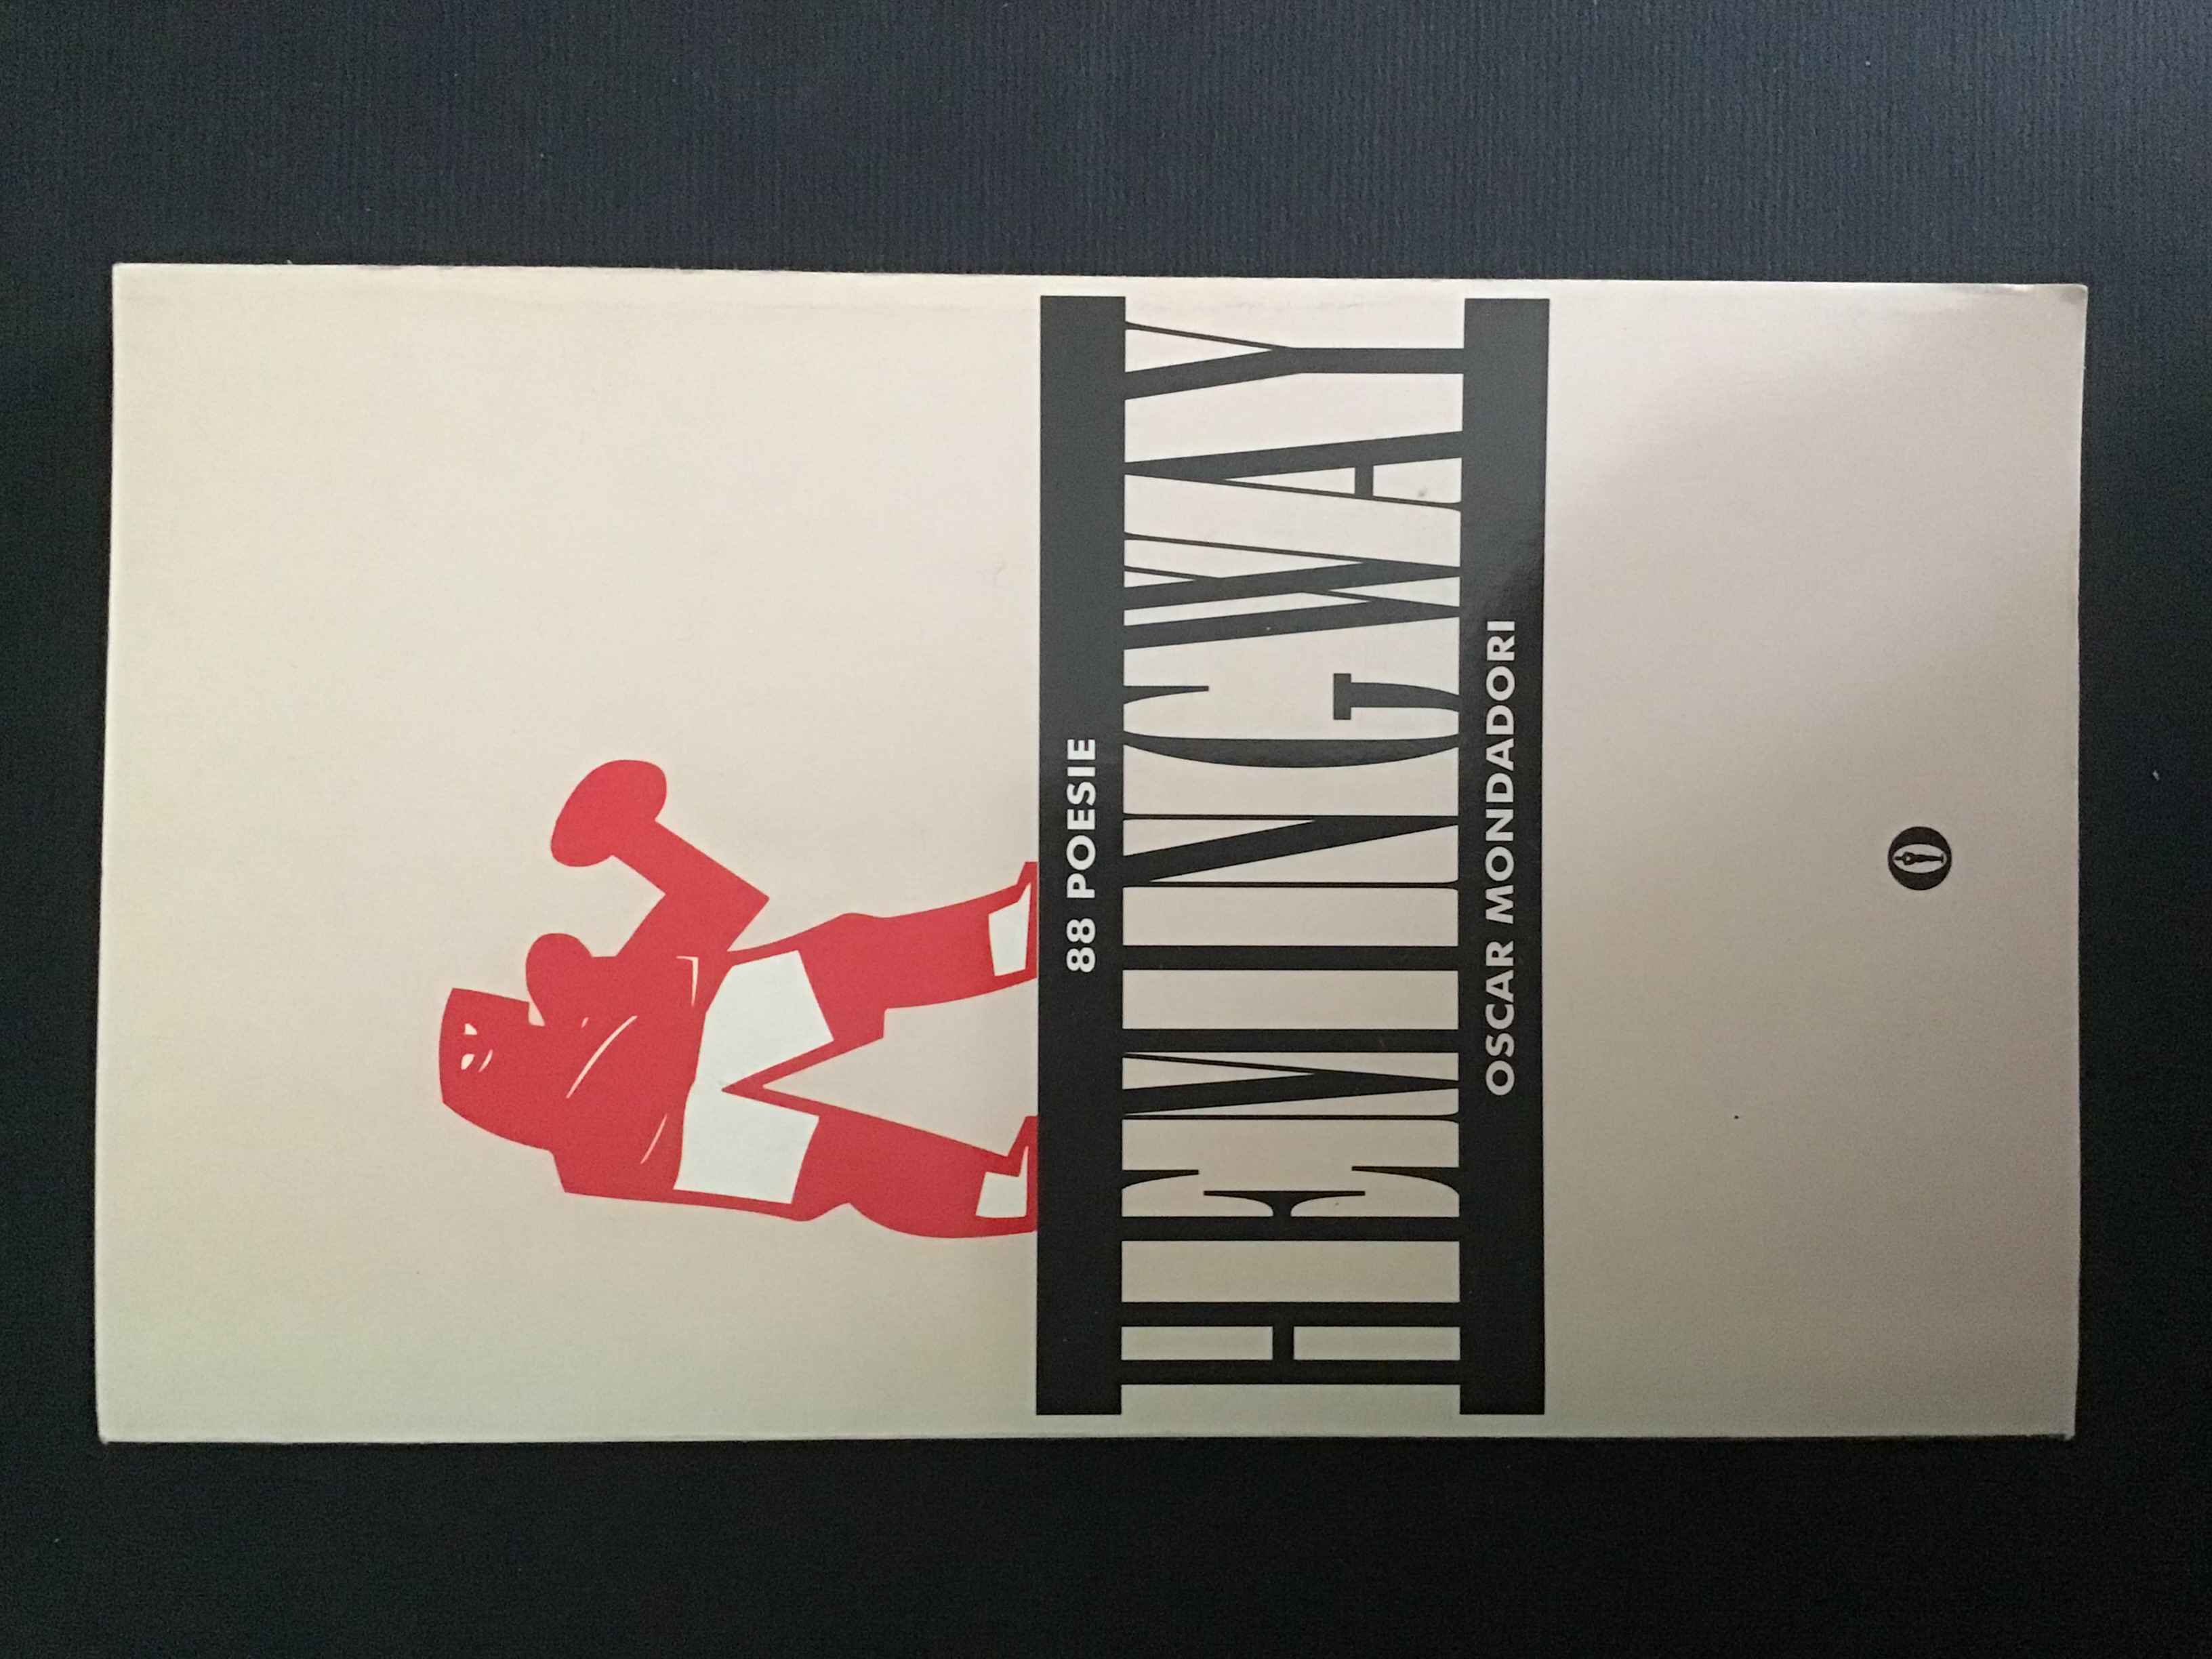 88 POESIE
HEMINGWAY
OSCAR MONDADORI